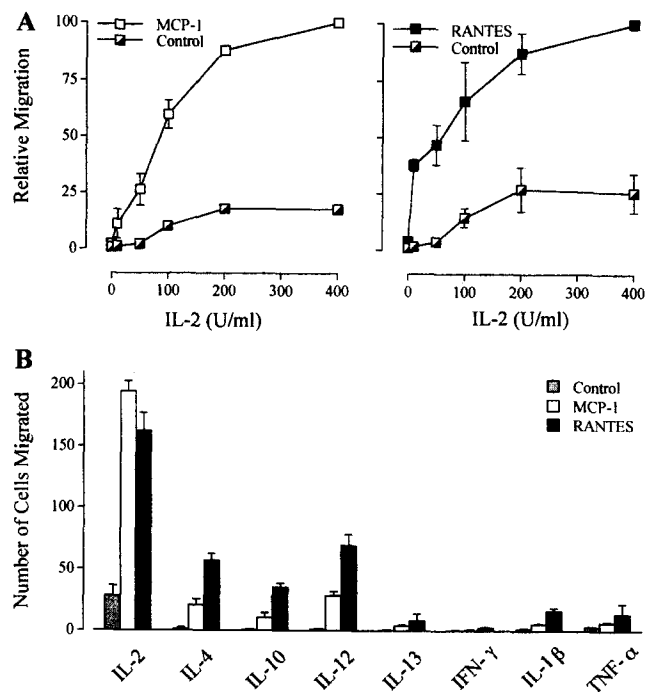 A
MCP-1
Control
RANTES
Control
Relative Migration
100
75
50
25
0
0 100 200 300 400
IL-2 (U/ml)
0 100 200 300 400
IL-2 (U/ml)
B
Control
MCP-1
RANTES
Number of Cells Migrated
200
150
100
50
0
IL-2 IL-4 IL-10 IL-12 IL-13 IFN-γ IL-1β TNF-α